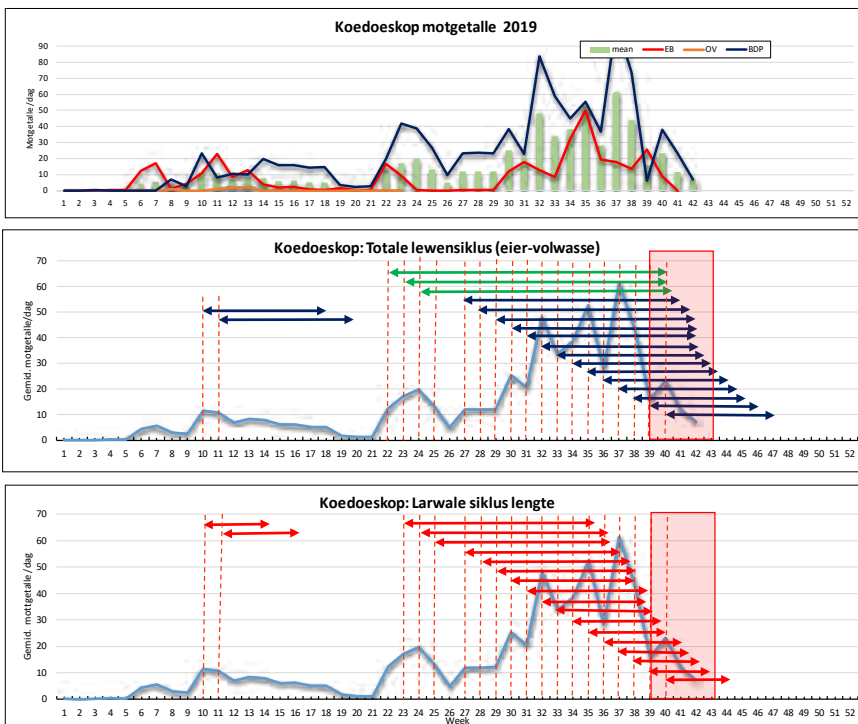 Koedoeskop motgetalle 2019
mean EB OV BDP
Motgetalle/dag
90
80
70
60
50
40
30
20
10
0
1 2 3 4 5 6 7 8 9 10 11 12 13 14 15 16 17 18 19 20 21 22 23 24 25 26 27 28 29 30 31 32 33 34 35 36 37 38 39 40 41 42 43 44 45 46 47 48 49 50 51 52
Koedoeskop: Totale lewensiklus (eier-volwasse)
Gemid. motgetalle/dag
70
60
50
40
30
20
10
0
1 2 3 4 5 6 7 8 9 10 11 12 13 14 15 16 17 18 19 20 21 22 23 24 25 26 27 28 29 30 31 32 33 34 35 36 37 38 39 40 41 42 43 44 45 46 47 48 49 50 51 52
Koedoeskop: Larwale siklus lengte
Gemid. mottgetalle/dag
70
60
50
40
30
20
10
0
1 2 3 4 5 6 7 8 9 10 11 12 13 14 15 16 17 18 19 20 21 22 23 24 25 26 27 28 29 30 31 32 33 34 35 36 37 38 39 40 41 42 43 44 45 46 47 48 49 50 51 52
Week